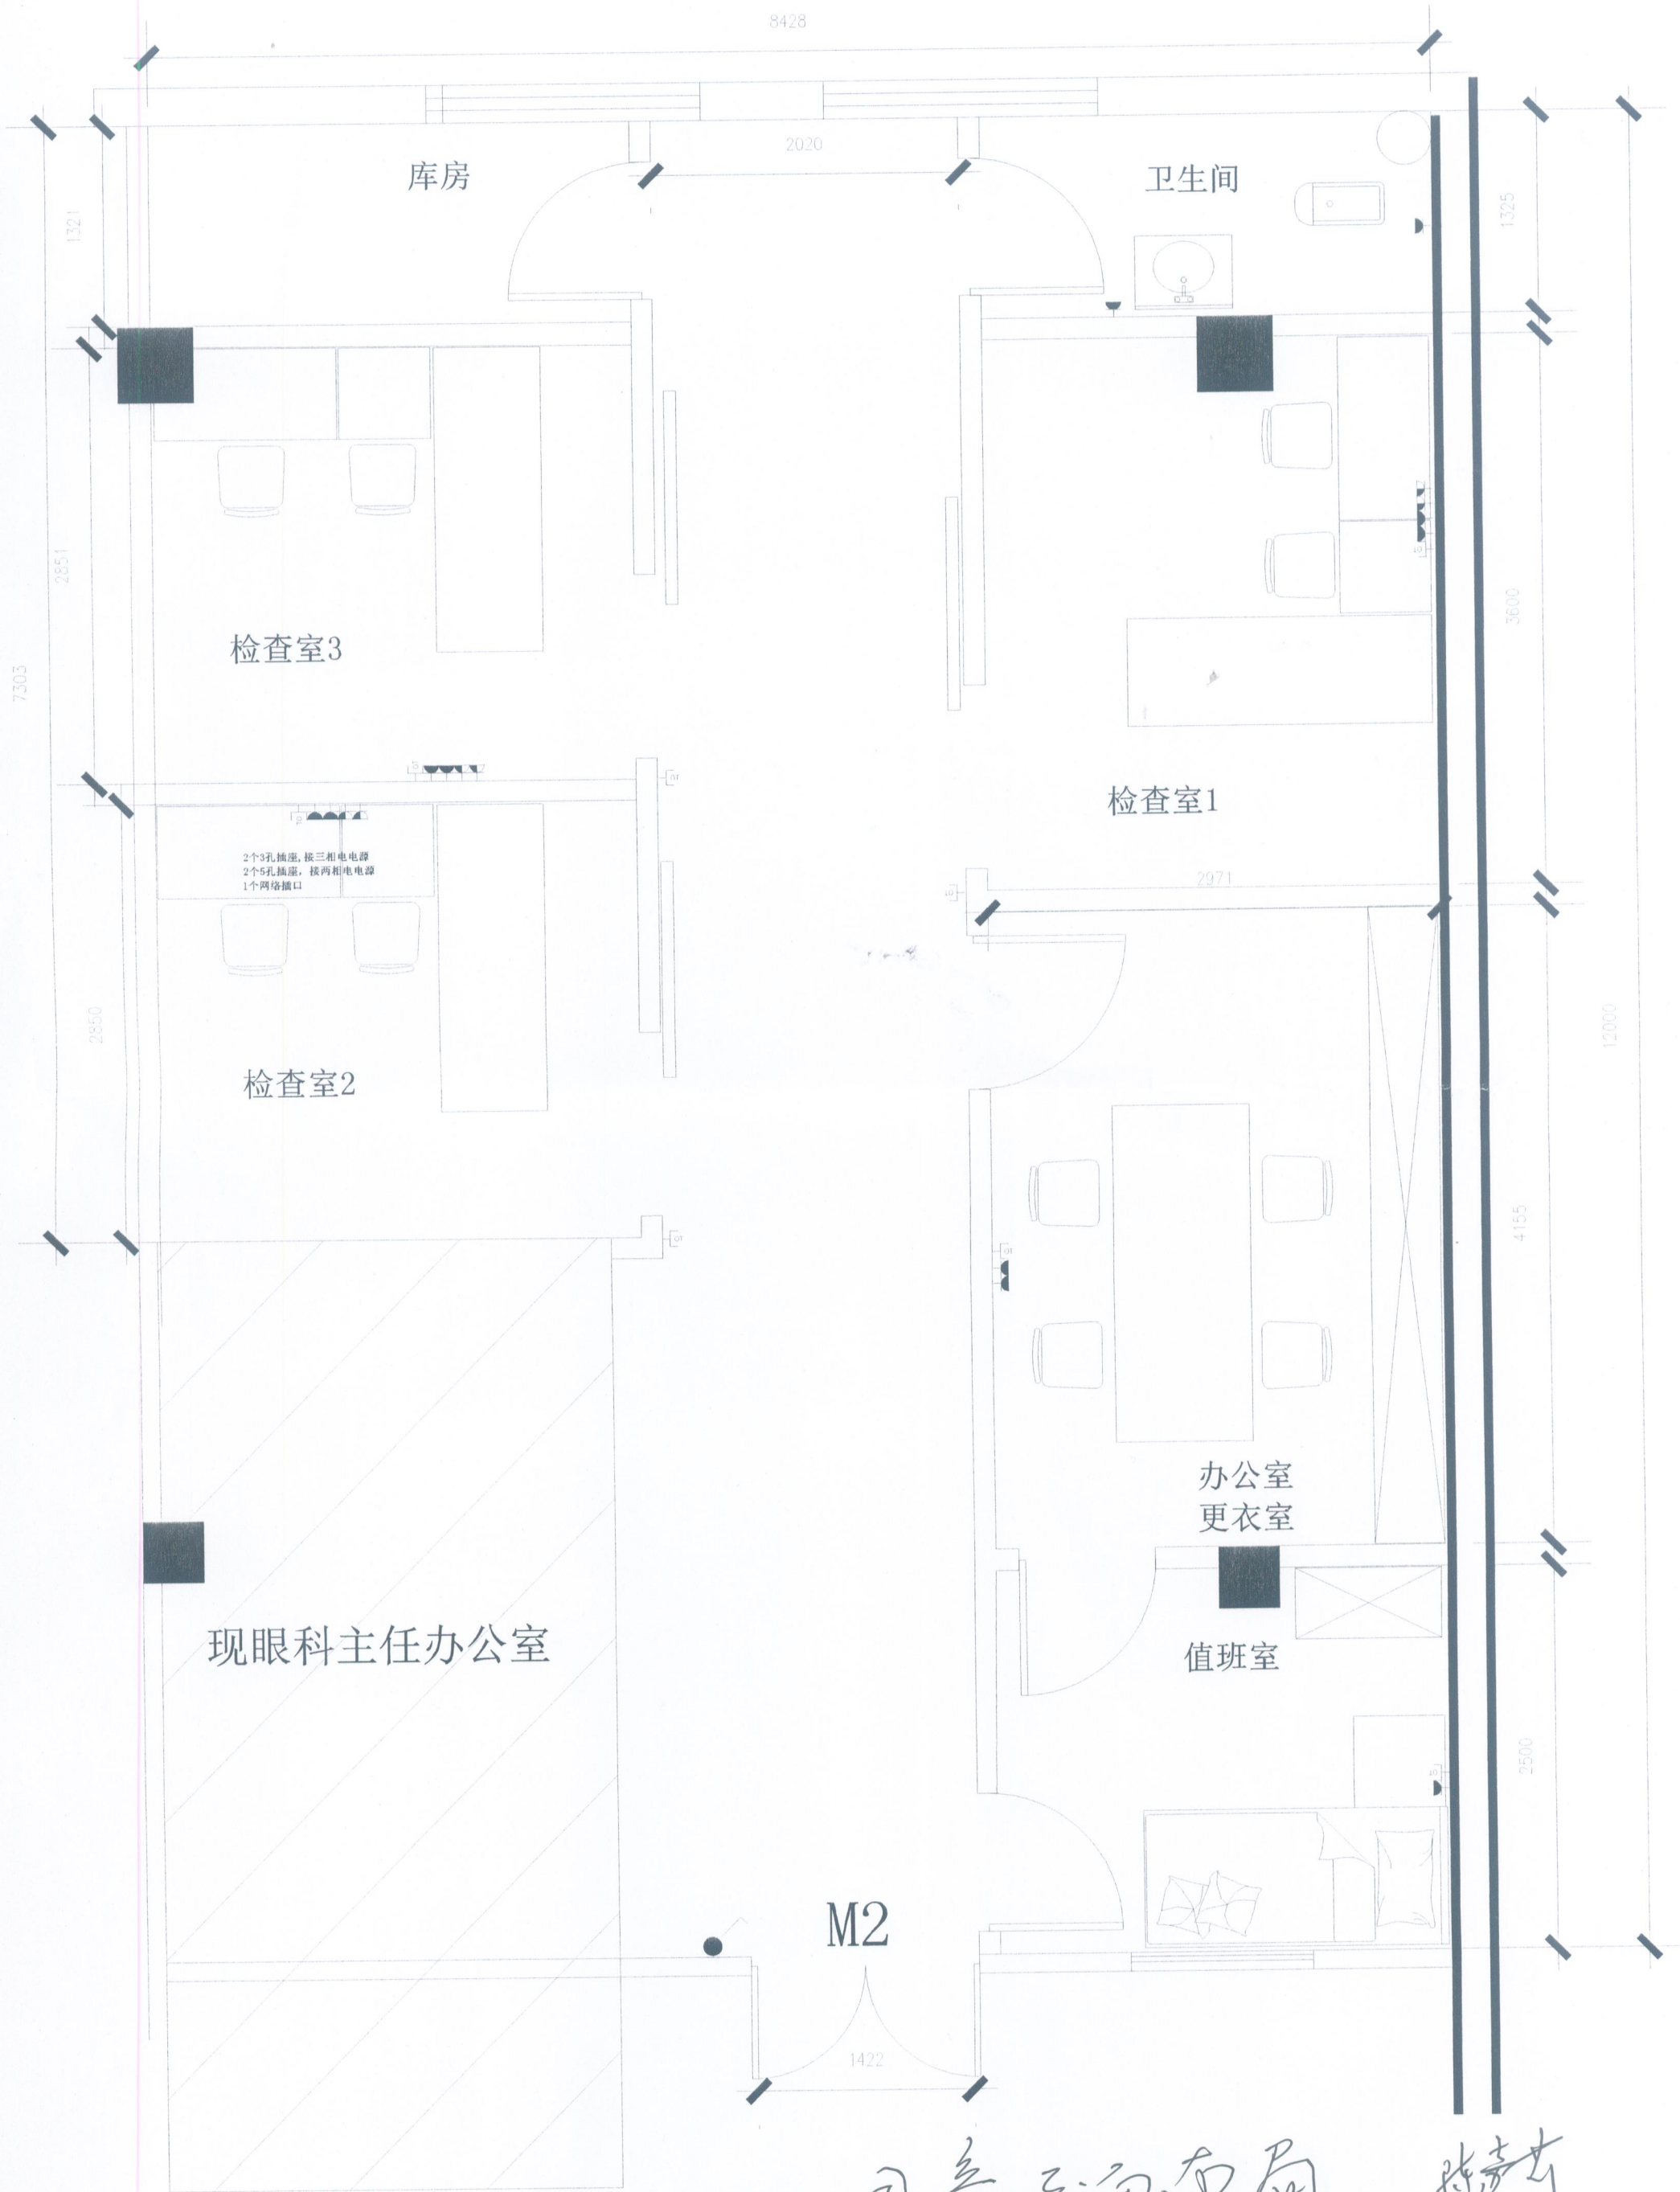 8428
2020
库房
卫生间
1321
1325
2851
3600
7303
检查室3
检查室1
2971
2个3孔插座,接三相电电源
2个5孔插座，接两相电电源
1个网络插口
2850
12000
检查室2
4155
办公室
更衣室
现眼科主任办公室
值班室
2500
M2
1422